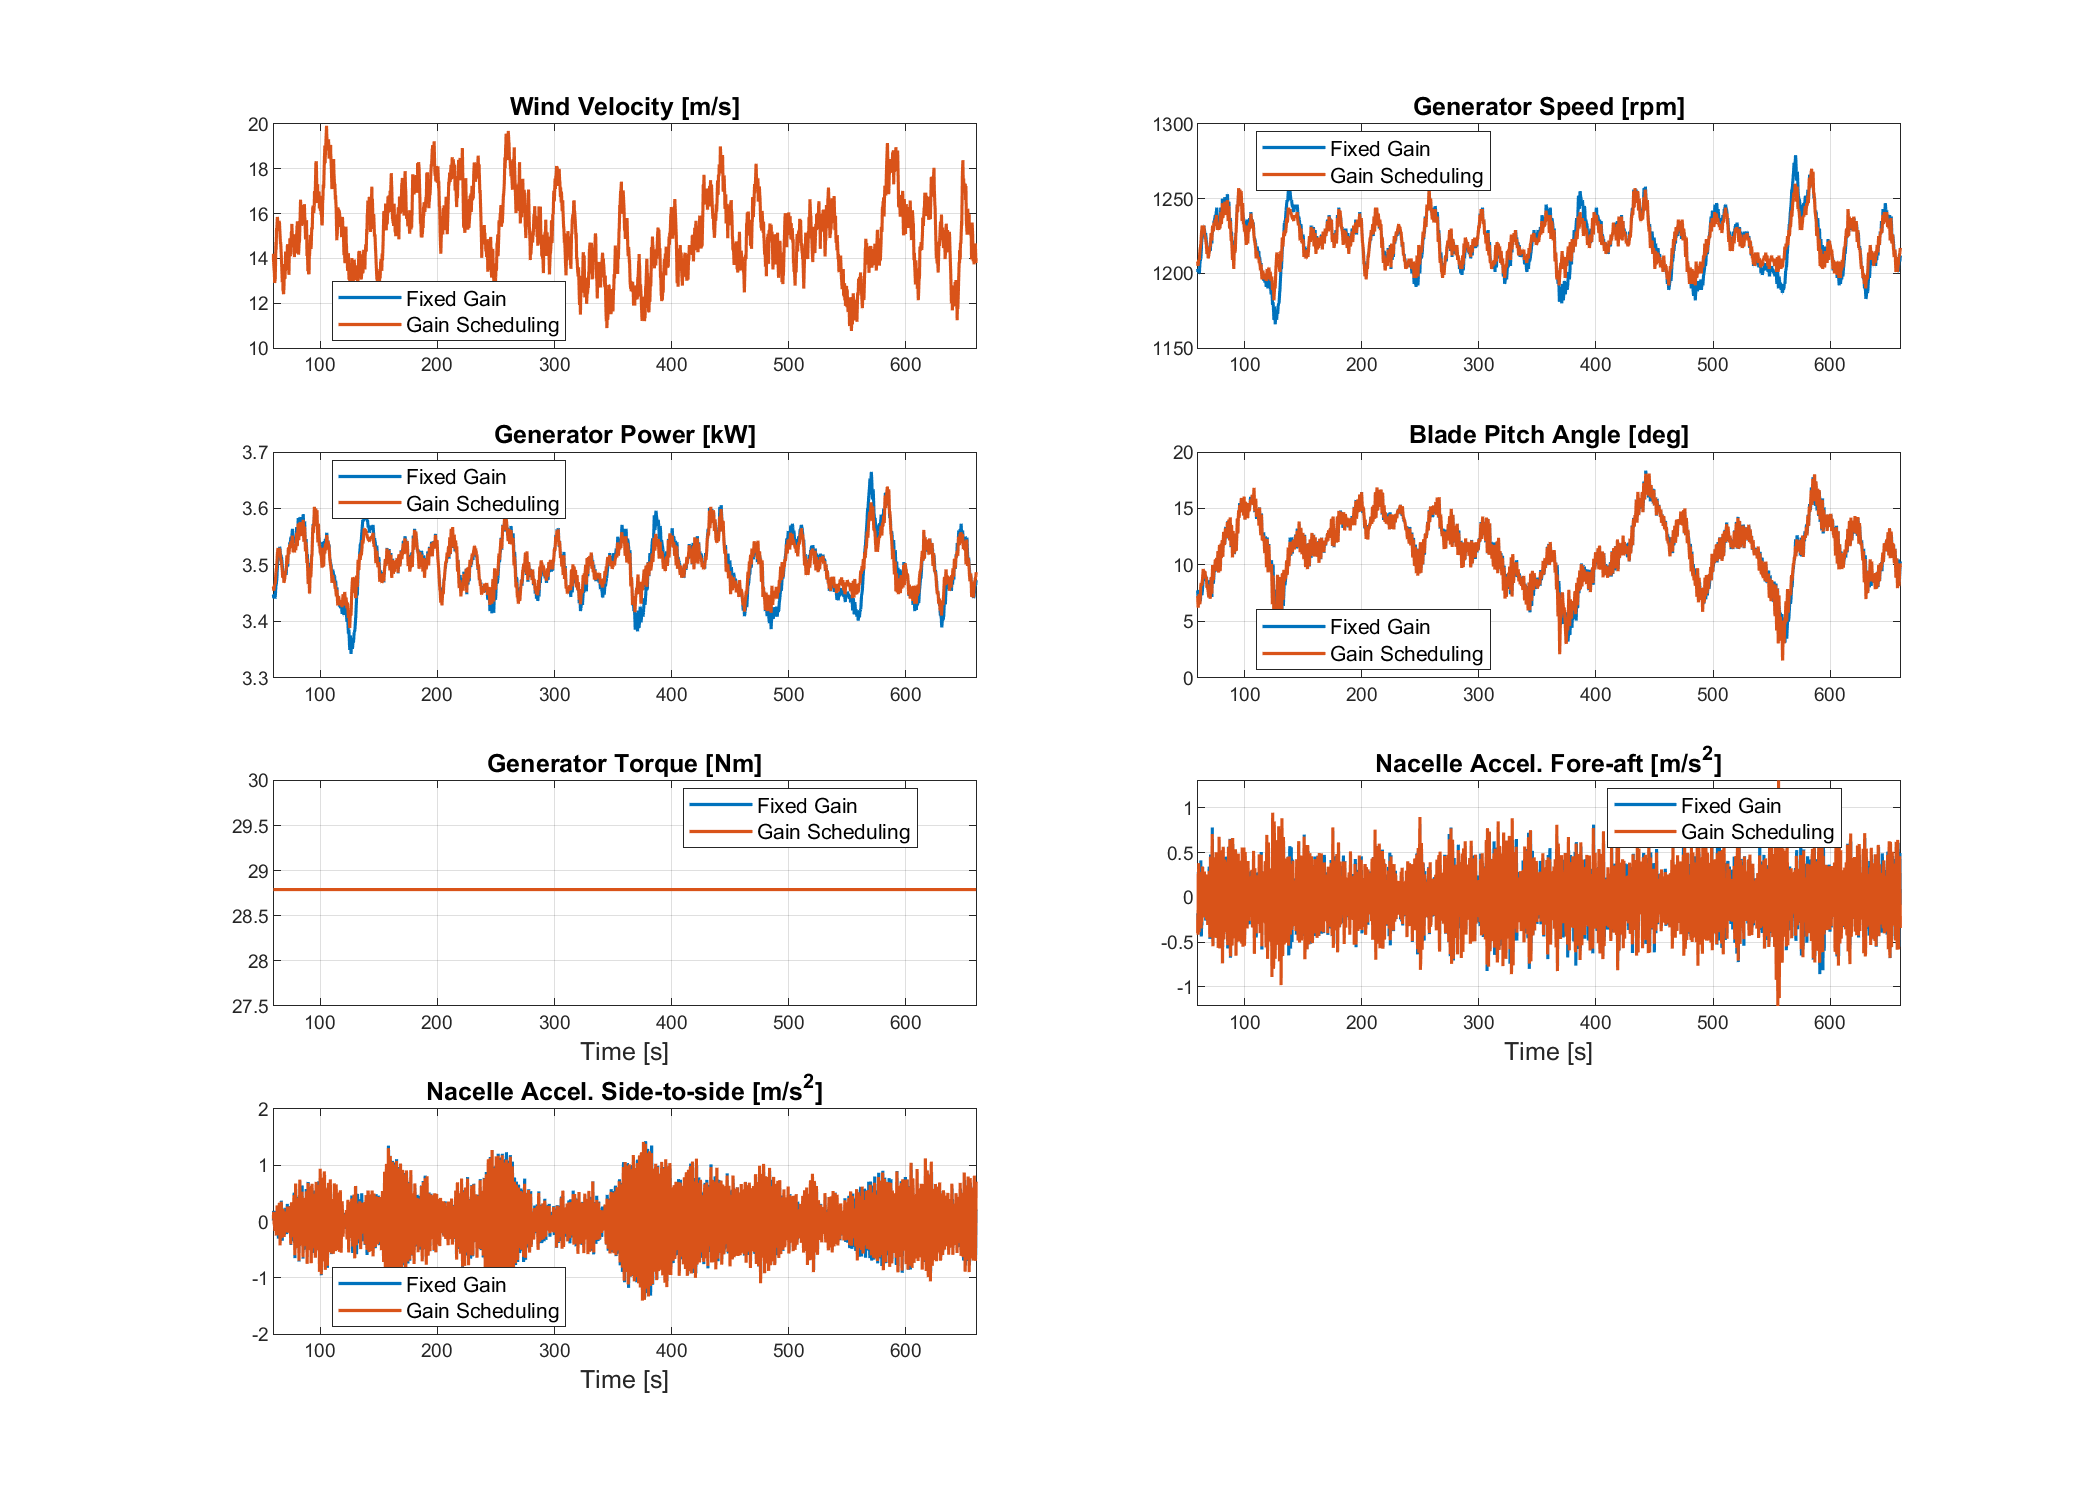 Wind Velocity [m/s]
20
18
16
14
12
10
Fixed Gain
Gain Scheduling
100 200 300 400 500 600
Generator Speed [rpm]
1300
1250
1200
1150
Fixed Gain
Gain Scheduling
100 200 300 400 500 600
Generator Power [kW]
3.7
3.6
3.5
3.4
3.3
Fixed Gain
Gain Scheduling
100 200 300 400 500 600
Blade Pitch Angle [deg]
20
15
10
5
0
Fixed Gain
Gain Scheduling
100 200 300 400 500 600
Generator Torque [Nm]
30
29.5
29
28.5
28
27.5
Fixed Gain
Gain Scheduling
100 200 300 400 500 600
Time [s]
Nacelle Accel. Fore-aft [m/s²]
1
0.5
0
-0.5
-1
Fixed Gain
Gain Scheduling
100 200 300 400 500 600
Time [s]
Nacelle Accel. Side-to-side [m/s²]
2
1
0
-1
-2
Fixed Gain
Gain Scheduling
100 200 300 400 500 600
Time [s]